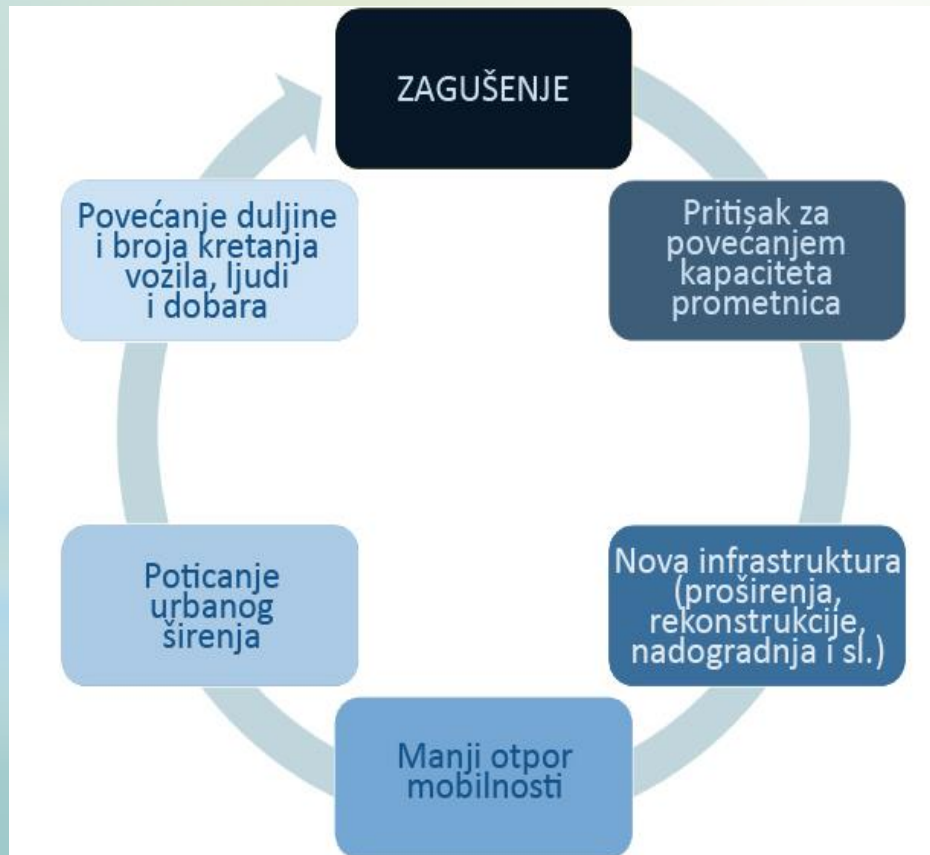 ZAGUŠENJE
Pritisak za
povećanjem
kapaciteta
prometnica
Nova infrastruktura
(proširenja,
rekonstrukcije,
nadogradnja i sl.)
Manji otpor
mobilnosti
Poticanje
urbanog
širenja
Povećanje duljine
i broja kretanja
vozila, ljudi
i dobara